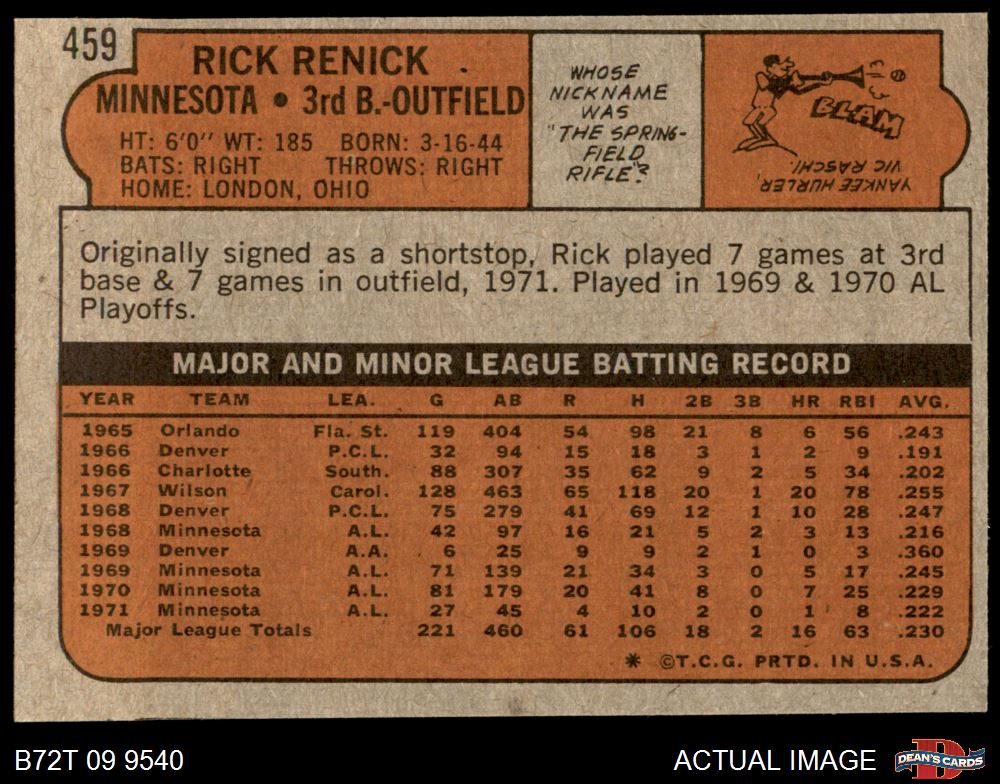 459
RICK RENICK
MINNESOTA • 3rd B.-OUTFIELD
HT: 6'0" WT: 185 BORN: 3-16-44
BATS: RIGHT THROWS: RIGHT
HOME: LONDON, OHIO
WHOSE
NICKNAME
WAS
"THE SPRING-
FIELD
RIFLE"?
BLAM
YANKEE HURLER,
VIC RASCHI.
Originally signed as a shortstop, Rick played 7 games at 3rd
base & 7 games in outfield, 1971. Played in 1969 & 1970 AL
Playoffs.
MAJOR AND MINOR LEAGUE BATTING RECORD
YEAR TEAM LEA. G AB R H 2B 3B HR RBI AVG.
1965 Orlando Fla. St. 119 404 54 98 21 8 6 56 .243
1966 Denver P.C.L. 32 94 15 18 3 1 2 9 .191
1966 Charlotte South. 88 307 35 62 9 2 5 34 .202
1967 Wilson Carol. 128 463 65 118 20 1 20 78 .255
1968 Denver P.C.L. 75 279 41 69 12 1 10 28 .247
1968 Minnesota A.L. 42 97 16 21 5 2 3 13 .216
1969 Denver A.A. 6 25 9 9 2 1 0 3 .360
1969 Minnesota A.L. 71 139 21 34 3 0 5 17 .245
1970 Minnesota A.L. 81 179 20 41 8 0 7 25 .229
1971 Minnesota A.L. 27 45 4 10 2 0 1 8 .222
Major League Totals 221 460 61 106 18 2 16 63 .230
* ©T.C.G. PRTD. IN U.S.A.
B72T 09 9540
ACTUAL IMAGE
DEAN'S CARDS